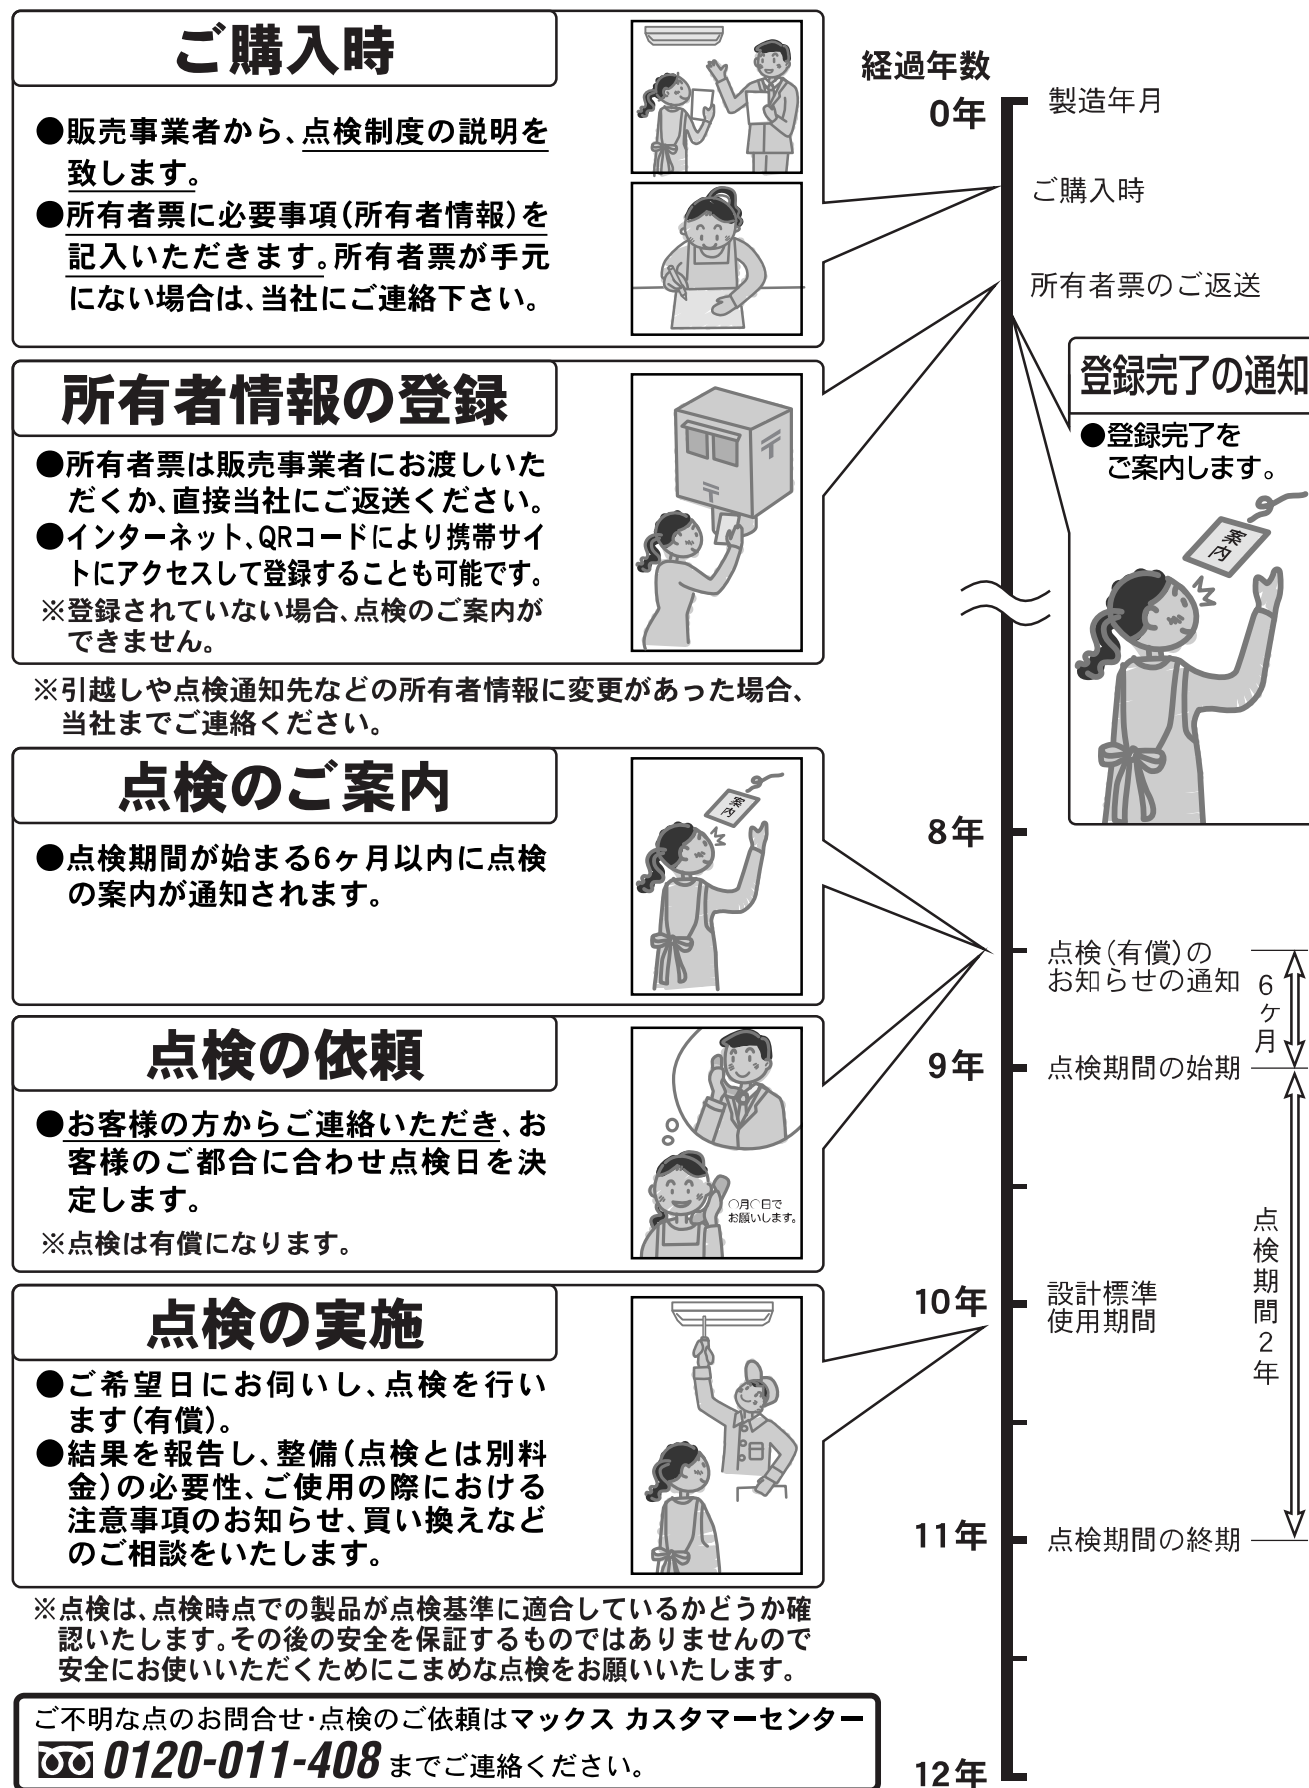 ご購入時
●販売事業者から、点検制度の説明を
致します。
●所有者票に必要事項(所有者情報)を
記入いただきます。所有者票が手元
にない場合は、当社にご連絡下さい。
所有者情報の登録
●所有者票は販売事業者にお渡しいた
だくか、直接当社にご返送ください。
●インターネット、QRコードにより携帯サイ
トにアクセスして登録することも可能です。
※登録されていない場合、点検のご案内が
できません。
※引越しや点検通知先などの所有者情報に変更があった場合、
当社までご連絡ください。
点検のご案内
●点検期間が始まる6ヶ月以内に点検
の案内が通知されます。
案内
点検の依頼
●お客様の方からご連絡いただき、お
客様のご都合に合わせ点検日を決
定します。
※点検は有償になります。
○月○日で
お願いします。
点検の実施
●ご希望日にお伺いし、点検を行い
ます(有償)。
●結果を報告し、整備(点検とは別料
金)の必要性、ご使用の際における
注意事項のお知らせ、買い換えなど
のご相談をいたします。
※点検は、点検時点での製品が点検基準に適合しているかどうか確
認いたします。その後の安全を保証するものではありませんので
安全にお使いいただくためにこまめな点検をお願いいたします。
ご不明な点のお問合せ・点検のご依頼はマックス カスタマーセンター
0120-011-408 までご連絡ください。
経過年数
0年
製造年月
ご購入時
所有者票のご返送
登録完了の通知
●登録完了を
ご案内します。
案内
8年
点検(有償)の
お知らせの通知
6ヶ月
9年
点検期間の始期
点検期間2年
10年
設計標準
使用期間
11年
点検期間の終期
12年